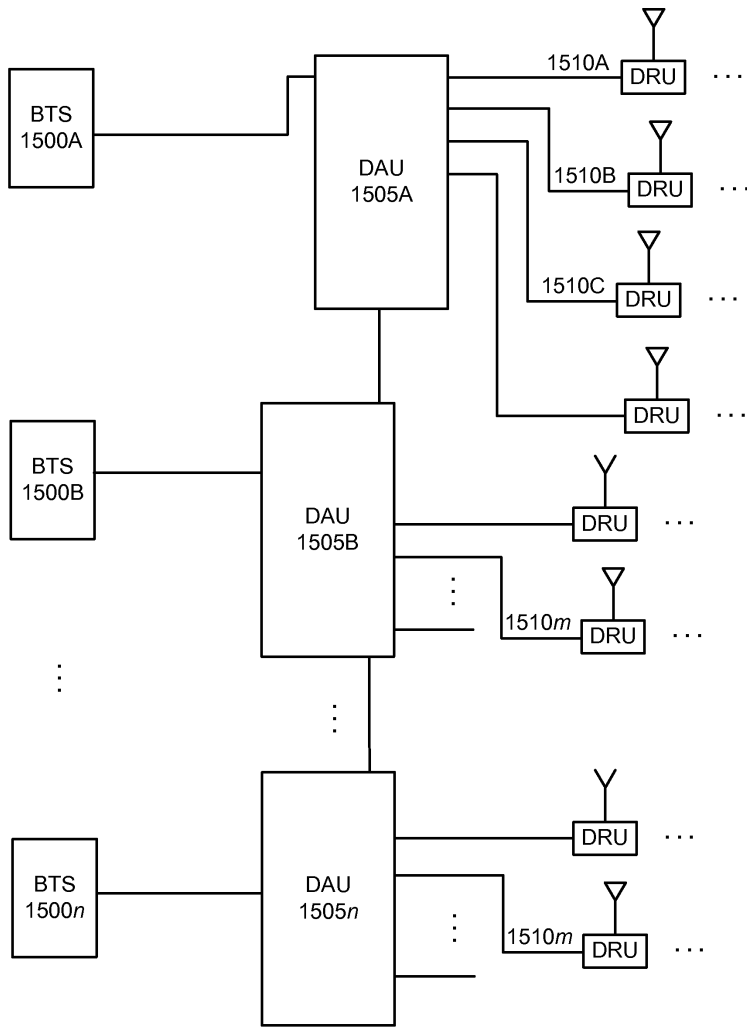 1510A
DRU
BTS
1500A
DAU
1505A
1510B
DRU
1510C
DRU
DRU
BTS
1500B
DAU
1505B
DRU
1510m
DRU
DRU
BTS
1500n
DAU
1505n
1510m
DRU